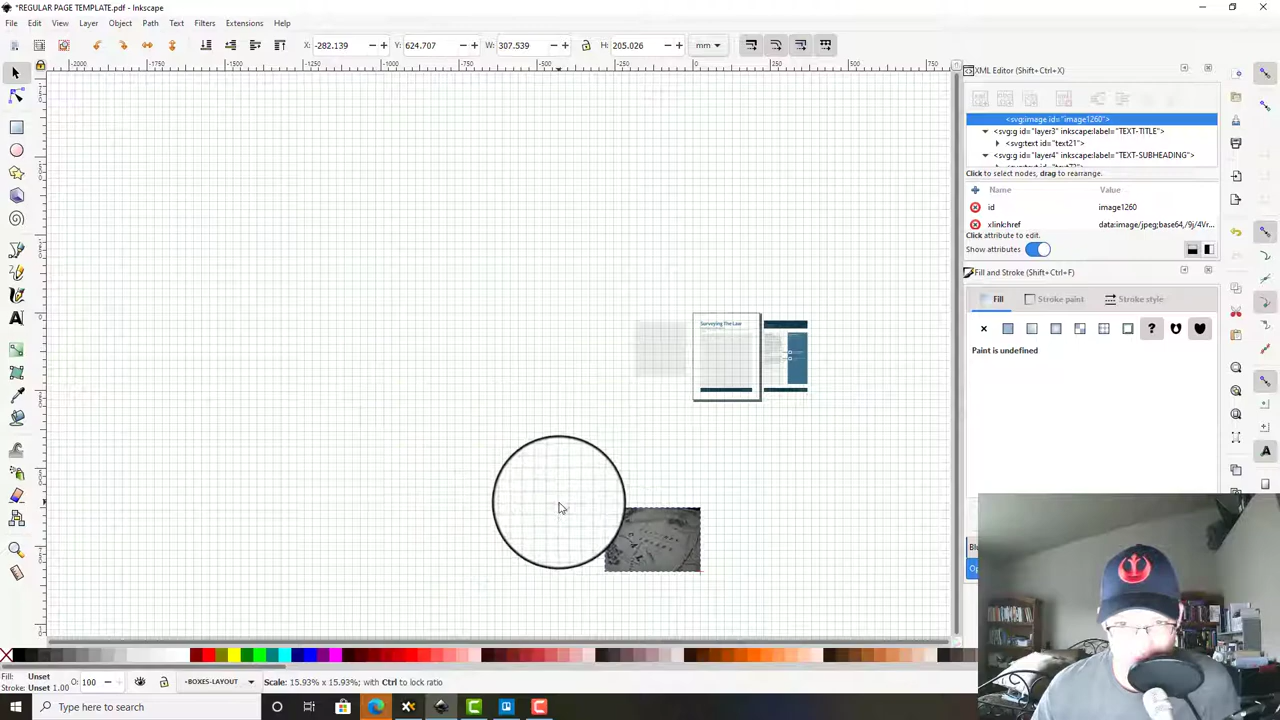 *REGULAR PAGE TEMPLATE.pdf - Inkscape
File Edit View Layer Object Path Text Filters Extensions Help
X: -282.139 Y: 624.707 W: 307.539 H: 205.026 mm
XML Editor (Shift+Ctrl+X)
<svg:image id="image1260">
<svg:g id="layer3" inkscape:label="TEXT-TITLE">
<svg:text id="text21">
<svg:g id="layer4" inkscape:label="TEXT-SUBHEADING">
Click to select nodes, drag to rearrange.
Name Value
id image1260
xlink:href data:image/jpeg;base64,/9j/4Vr...
Click attribute to edit.
Show attributes
Fill and Stroke (Shift+Ctrl+F)
Fill Stroke paint Stroke style
Paint is undefined
Surveying The Law
Fill: Unset
Stroke: Unset 1.00
O: 100
-BOXES-LAYOUT
Scale: 15.93% x 15.93%; with Ctrl to lock ratio
Type here to search